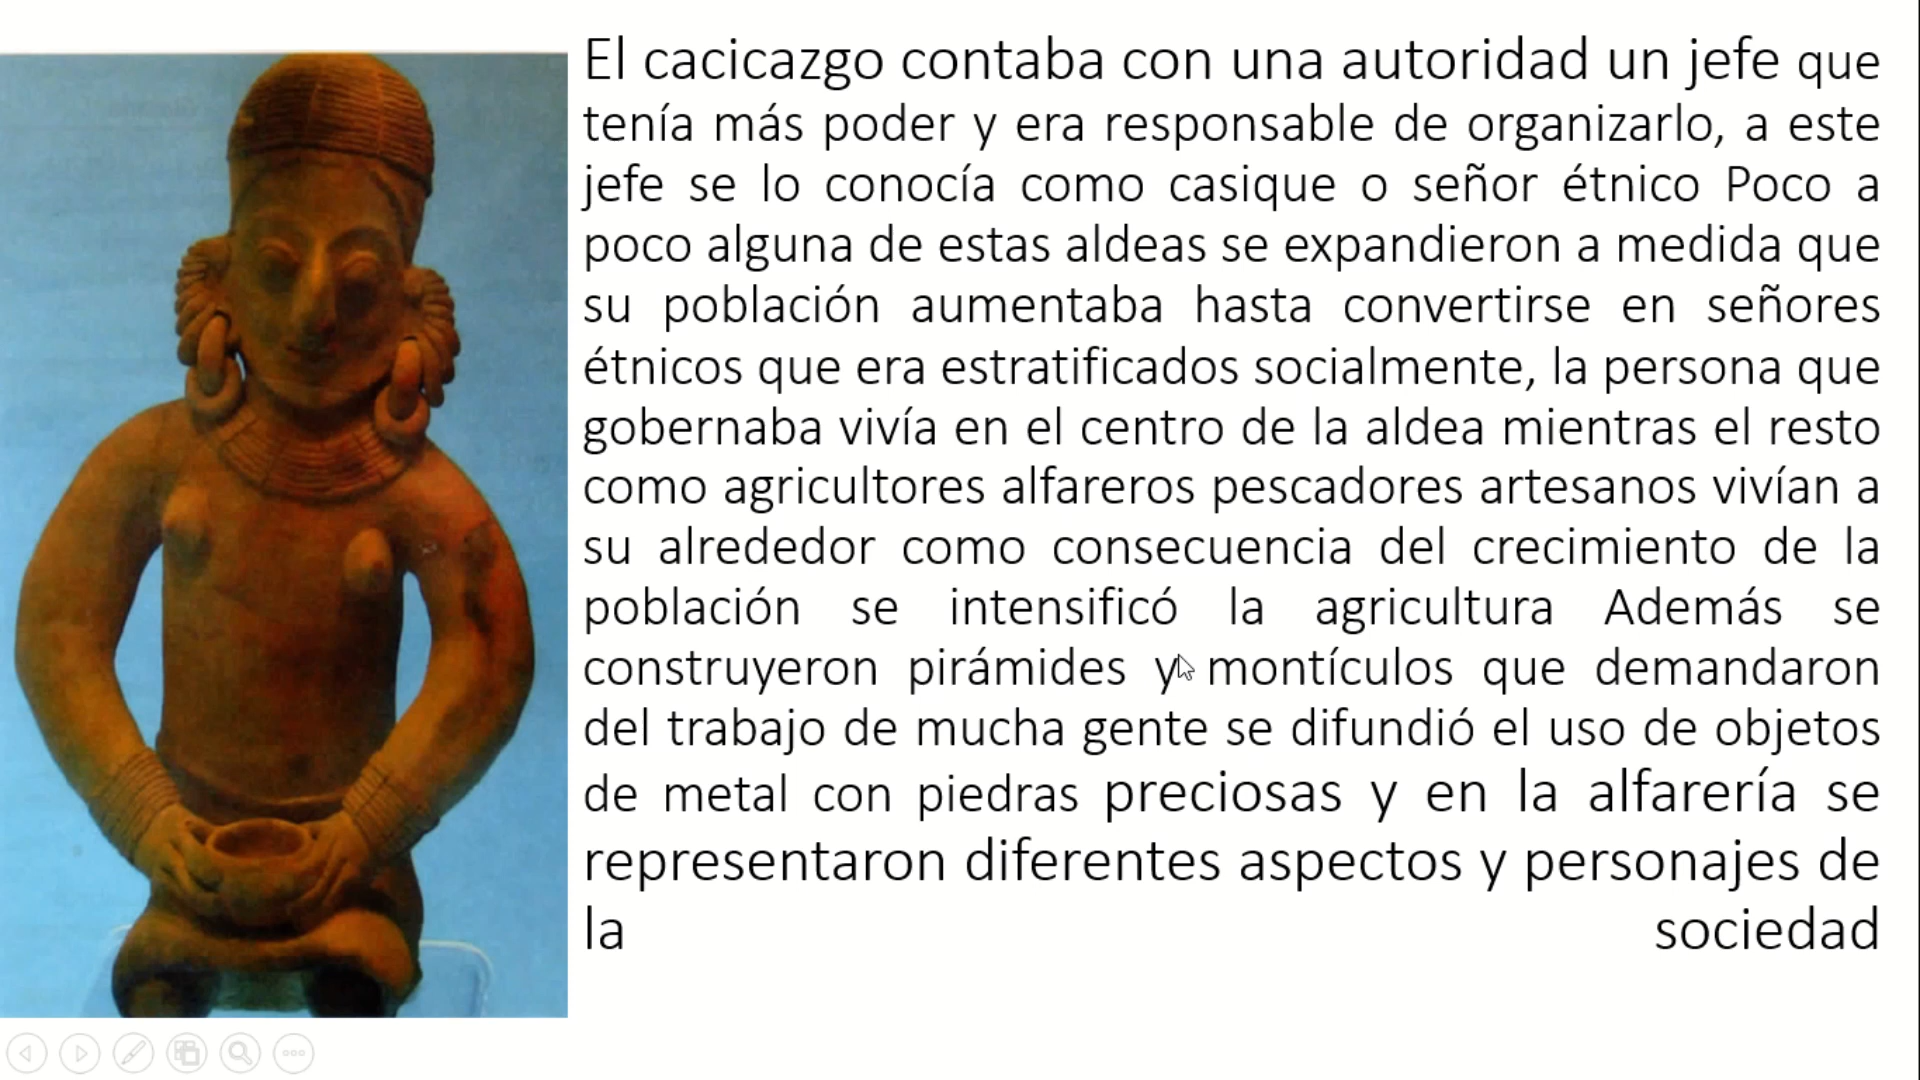 El cacicazgo contaba con una autoridad un jefe que
tenía más poder y era responsable de organizarlo, a este
jefe se lo conocía como casique o señor étnico Poco a
poco alguna de estas aldeas se expandieron a medida que
su población aumentaba hasta convertirse en señores
étnicos que era estratificados socialmente, la persona que
gobernaba vivía en el centro de la aldea mientras el resto
como agricultores alfareros pescadores artesanos vivían a
su alrededor como consecuencia del crecimiento de la
población se intensificó la agricultura Además se
construyeron pirámides y montículos que demandaron
del trabajo de mucha gente se difundió el uso de objetos
de metal con piedras preciosas y en la alfarería se
representaron diferentes aspectos y personajes de
la sociedad